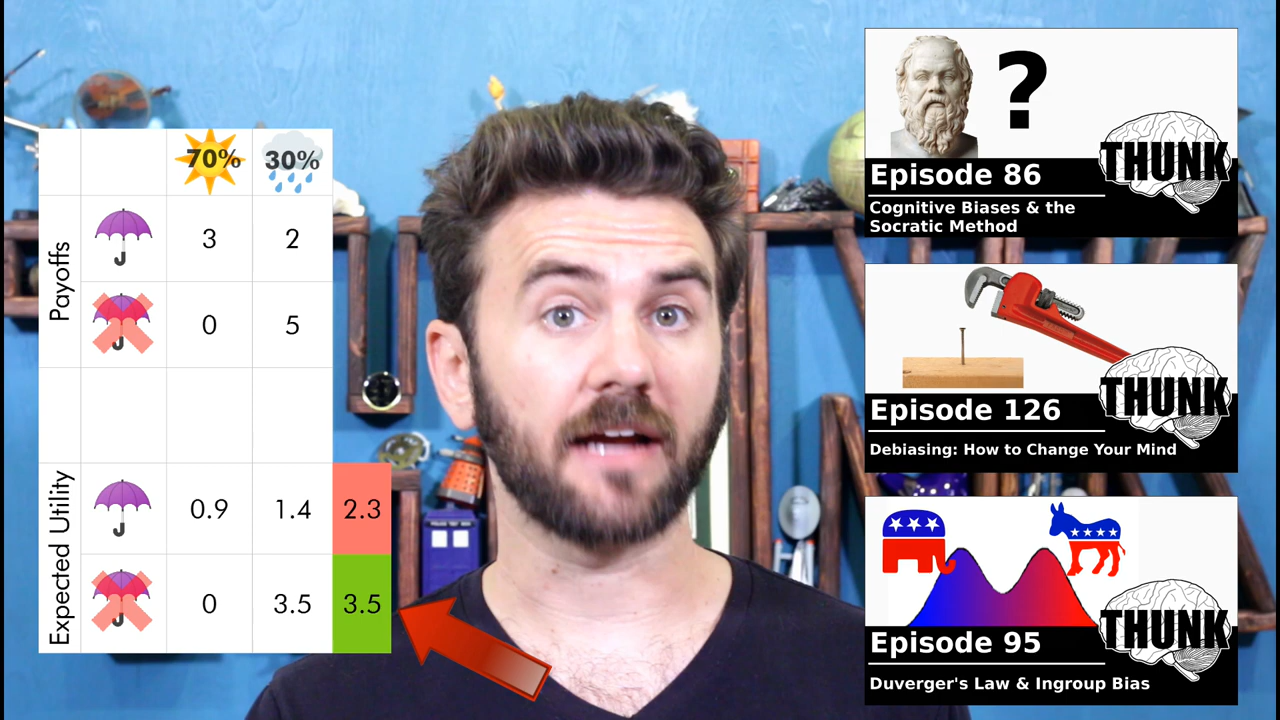 70% 30%
Payoffs
3 2
0 5
Expected Utility
0.9 1.4 2.3
0 3.5 3.5
THUNK
Episode 86
Cognitive Biases & the
Socratic Method
THUNK
Episode 126
Debiasing: How to Change Your Mind
THUNK
Episode 95
Duverger's Law & Ingroup Bias